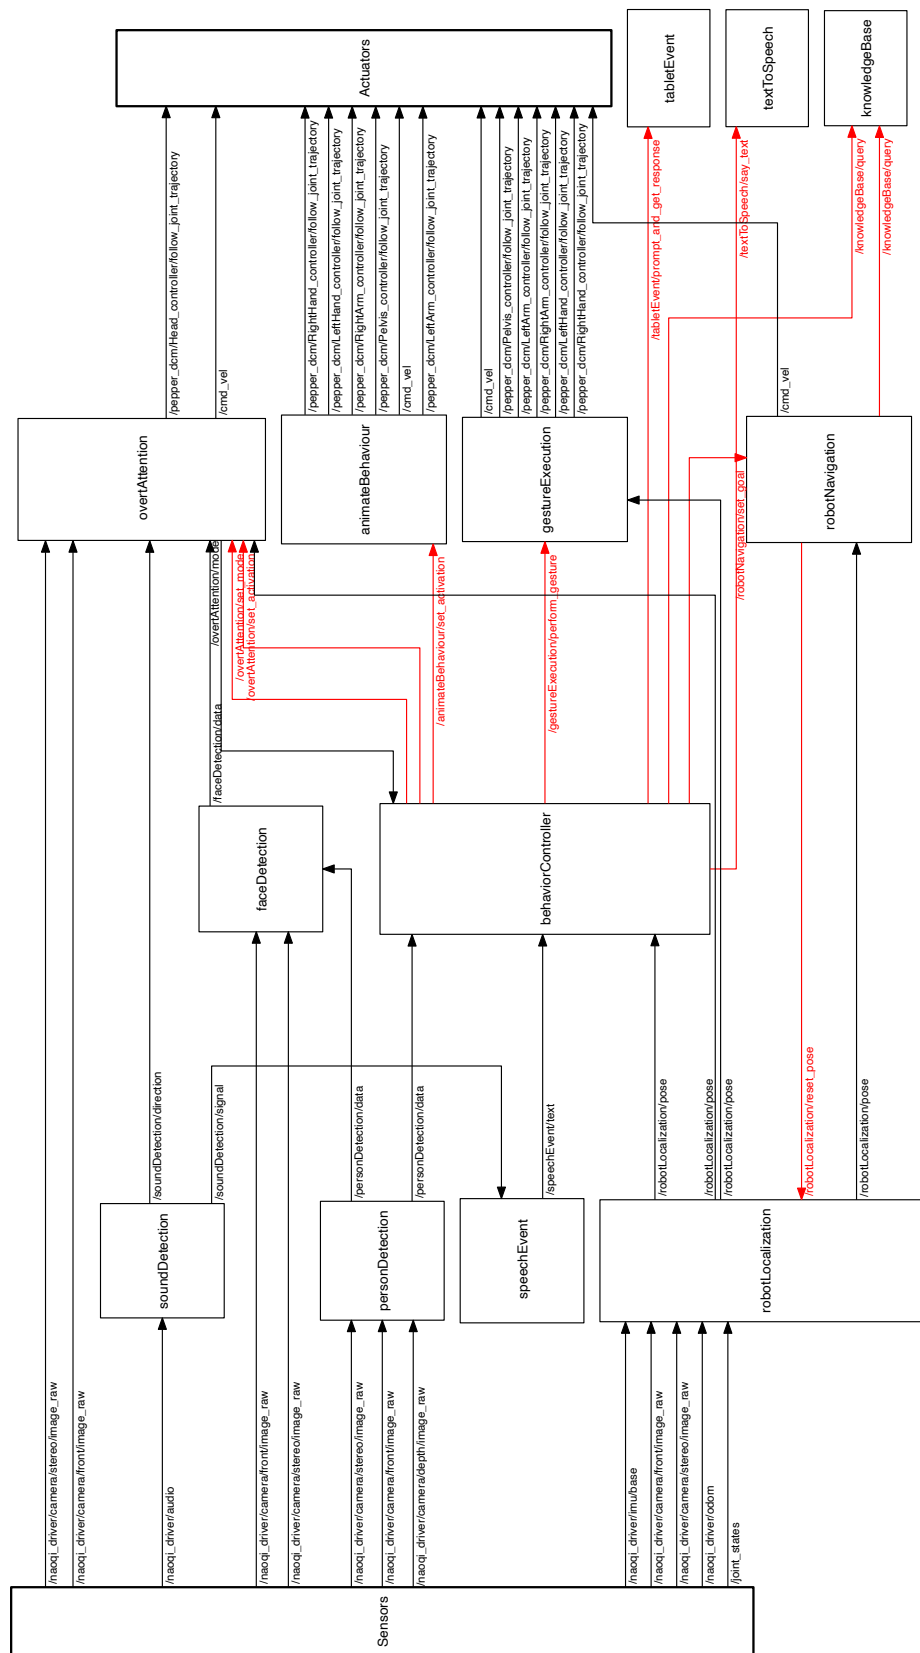 Actuators
tabletEvent
textToSpeech
knowledgeBase
/pepper_dcm/Head_controller/follow_joint_trajectory
/cmd_vel
/pepper_dcm/RightHand_controller/follow_joint_trajectory
/pepper_dcm/LeftHand_controller/follow_joint_trajectory
/pepper_dcm/RightArm_controller/follow_joint_trajectory
/pepper_dcm/Pelvis_controller/follow_joint_trajectory
/cmd_vel
/pepper_dcm/LeftArm_controller/follow_joint_trajectory
/cmd_vel
/pepper_dcm/Pelvis_controller/follow_joint_trajectory
/pepper_dcm/LeftArm_controller/follow_joint_trajectory
/pepper_dcm/RightArm_controller/follow_joint_trajectory
/pepper_dcm/LeftHand_controller/follow_joint_trajectory
/pepper_dcm/RightHand_controller/follow_joint_trajectory
/tabletEvent/prompt_and_get_response
/textToSpeech/say_text
/cmd_vel
/knowledgeBase/query
/knowledgeBase/query
overtAttention
animateBehaviour
gestureExecution
robotNavigation
/overtAttention/mode
/overtAttention/set_mode
/overtAttention/set_activation
/animateBehaviour/set_activation
/gestureExecution/perform_gesture
/robotNavigation/set_goal
/faceDetection/data
faceDetection
behaviorController
/soundDetection/direction
/soundDetection/signal
/personDetection/data
/personDetection/data
/speechEvent/text
/robotLocalization/pose
/robotLocalization/pose
/robotLocalization/pose
/robotLocalization/reset_pose
/robotLocalization/pose
soundDetection
personDetection
speechEvent
robotLocalization
/naoqi_driver/camera/stereo/image_raw
/naoqi_driver/camera/front/image_raw
/naoqi_driver/audio
/naoqi_driver/camera/front/image_raw
/naoqi_driver/camera/stereo/image_raw
/naoqi_driver/camera/stereo/image_raw
/naoqi_driver/camera/front/image_raw
/naoqi_driver/camera/depth/image_raw
/naoqi_driver/imu/base
/naoqi_driver/camera/front/image_raw
/naoqi_driver/camera/stereo/image_raw
/naoqi_driver/odom
/joint_states
Sensors